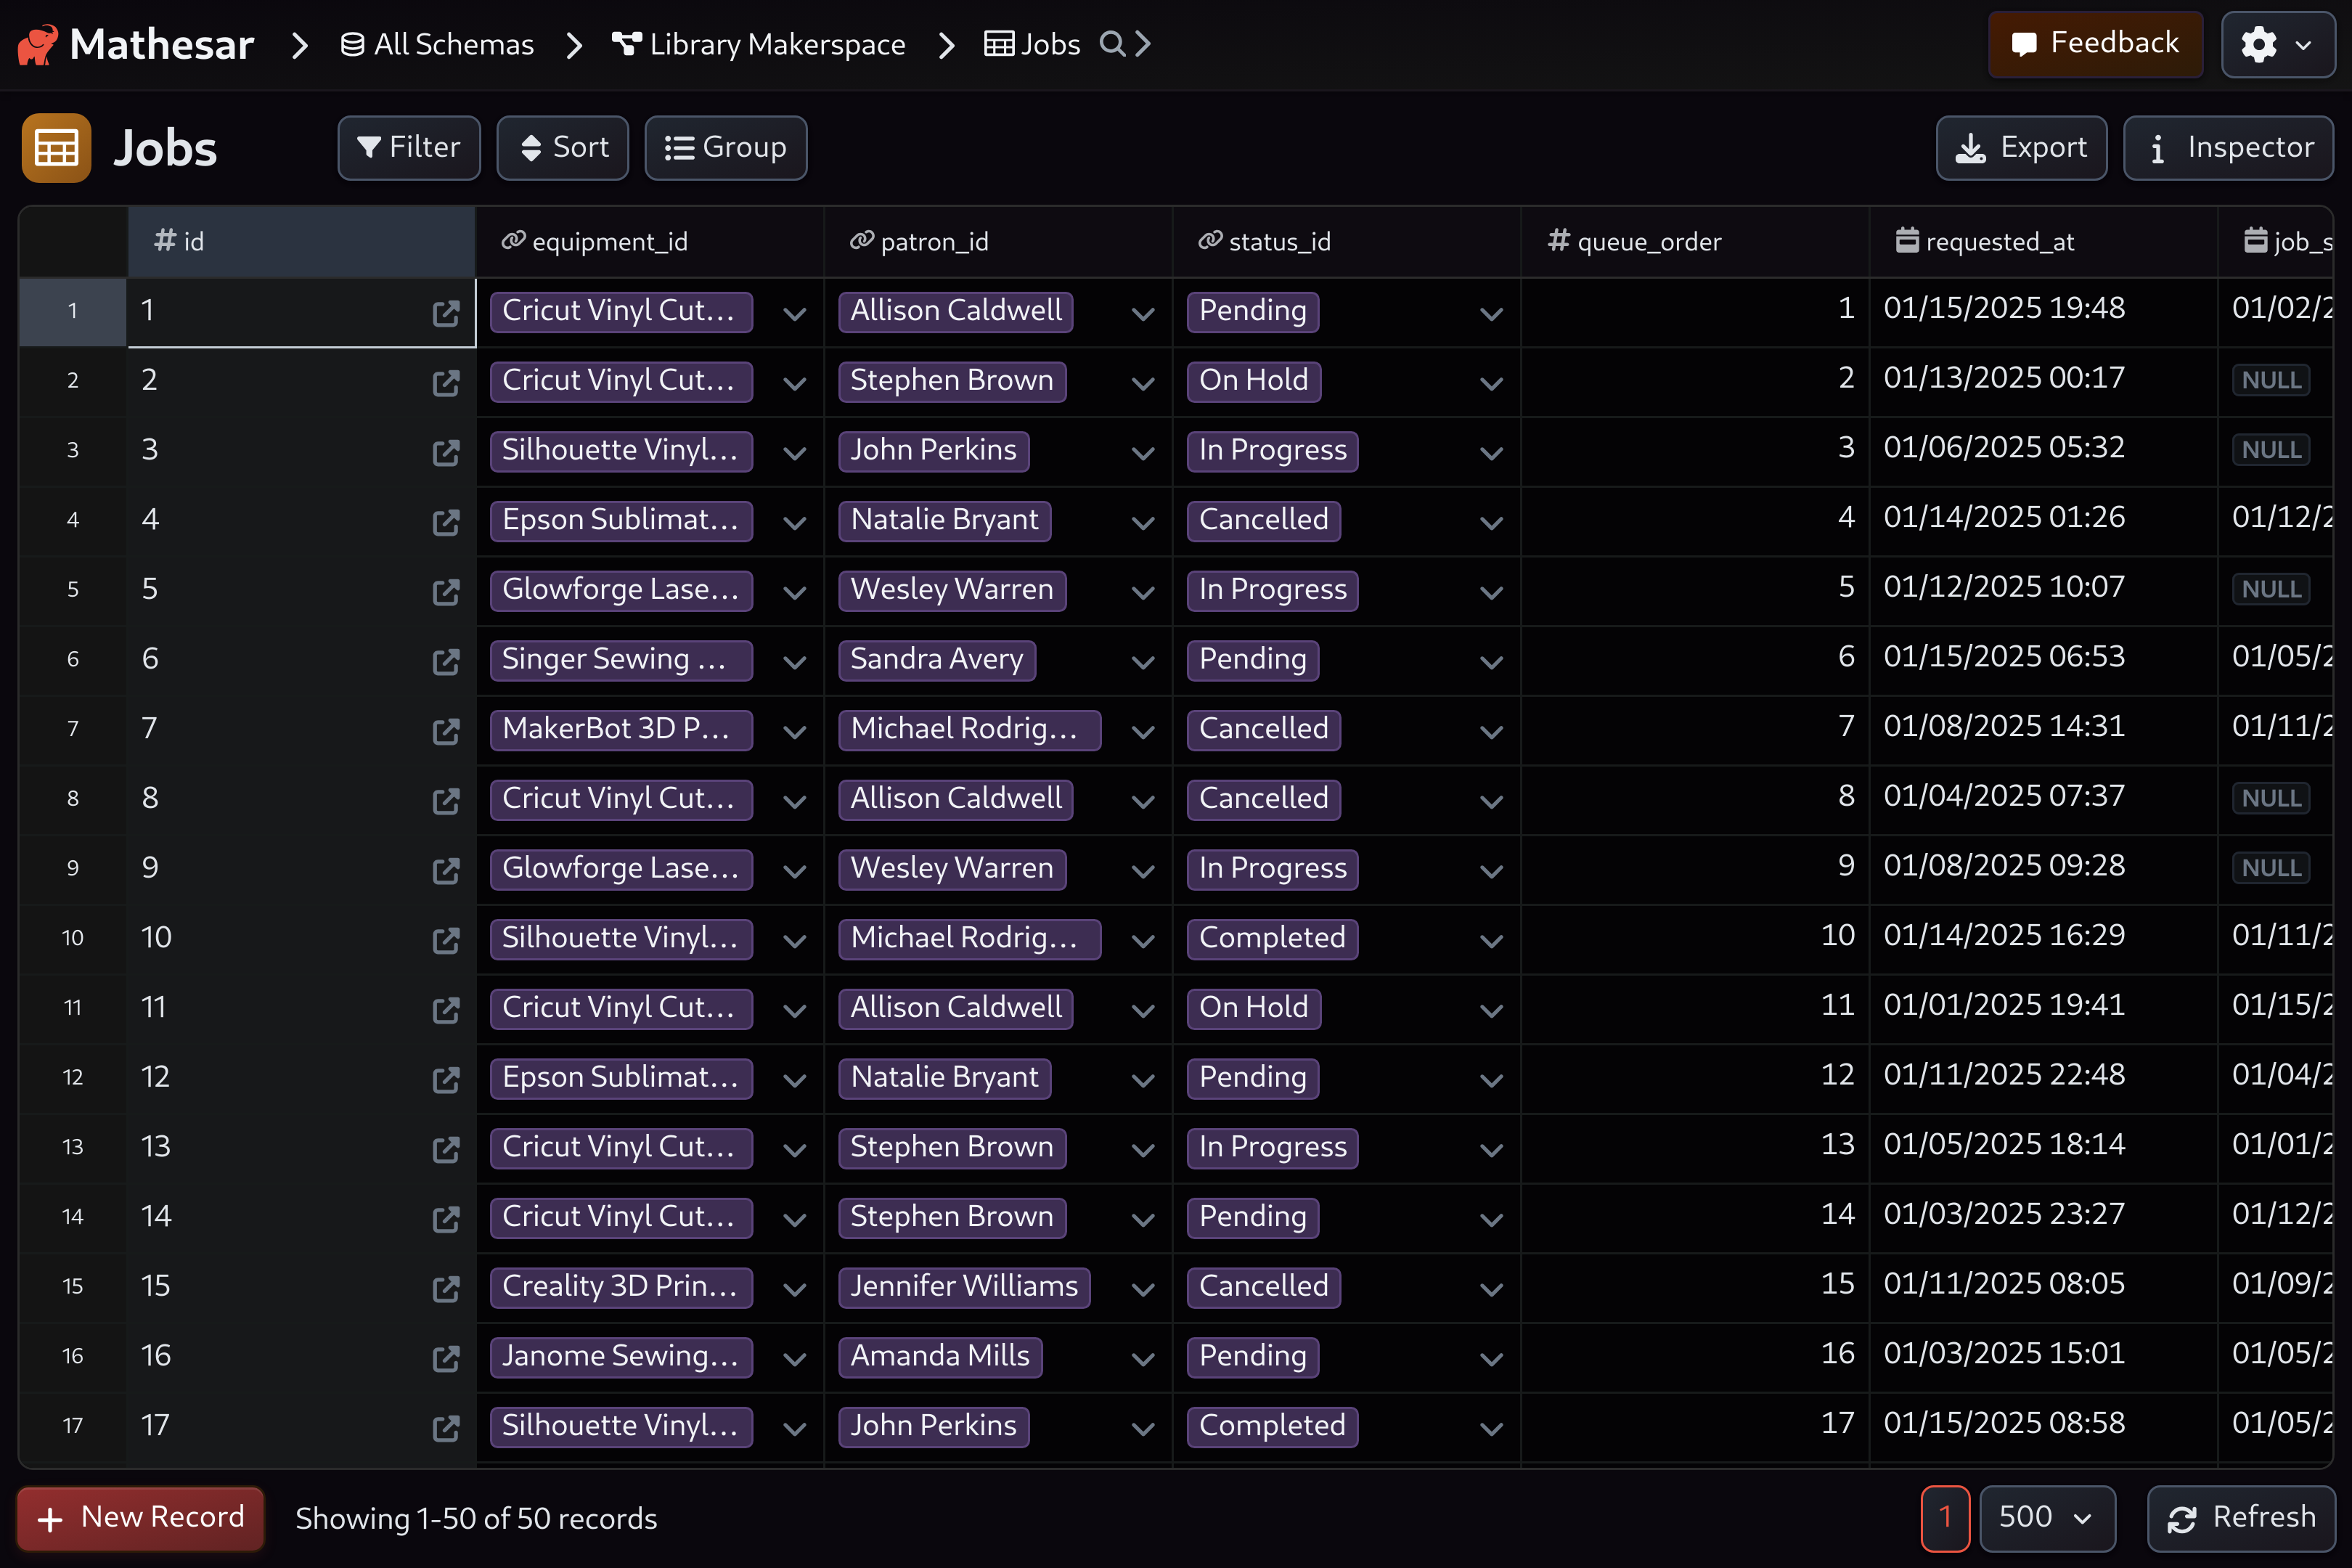 Mathesar All Schemas Library Makerspace Jobs Feedback
Jobs Filter Sort Group Export Inspector
id equipment_id patron_id status_id queue_order requested_at job_s
1 1 Cricut Vinyl Cut... Allison Caldwell Pending 1 01/15/2025 19:48 01/02/2
2 2 Cricut Vinyl Cut... Stephen Brown On Hold 2 01/13/2025 00:17 NULL
3 3 Silhouette Vinyl... John Perkins In Progress 3 01/06/2025 05:32 NULL
4 4 Epson Sublimat... Natalie Bryant Cancelled 4 01/14/2025 01:26 01/12/2
5 5 Glowforge Lase... Wesley Warren In Progress 5 01/12/2025 10:07 NULL
6 6 Singer Sewing ... Sandra Avery Pending 6 01/15/2025 06:53 01/05/2
7 7 MakerBot 3D P... Michael Rodrig... Cancelled 7 01/08/2025 14:31 01/11/2
8 8 Cricut Vinyl Cut... Allison Caldwell Cancelled 8 01/04/2025 07:37 NULL
9 9 Glowforge Lase... Wesley Warren In Progress 9 01/08/2025 09:28 NULL
10 10 Silhouette Vinyl... Michael Rodrig... Completed 10 01/14/2025 16:29 01/11/2
11 11 Cricut Vinyl Cut... Allison Caldwell On Hold 11 01/01/2025 19:41 01/15/2
12 12 Epson Sublimat... Natalie Bryant Pending 12 01/11/2025 22:48 01/04/2
13 13 Cricut Vinyl Cut... Stephen Brown In Progress 13 01/05/2025 18:14 01/01/2
14 14 Cricut Vinyl Cut... Stephen Brown Pending 14 01/03/2025 23:27 01/12/2
15 15 Creality 3D Prin... Jennifer Williams Cancelled 15 01/11/2025 08:05 01/09/2
16 16 Janome Sewing... Amanda Mills Pending 16 01/03/2025 15:01 01/05/2
17 17 Silhouette Vinyl... John Perkins Completed 17 01/15/2025 08:58 01/05/2
New Record Showing 1-50 of 50 records 1 500 Refresh